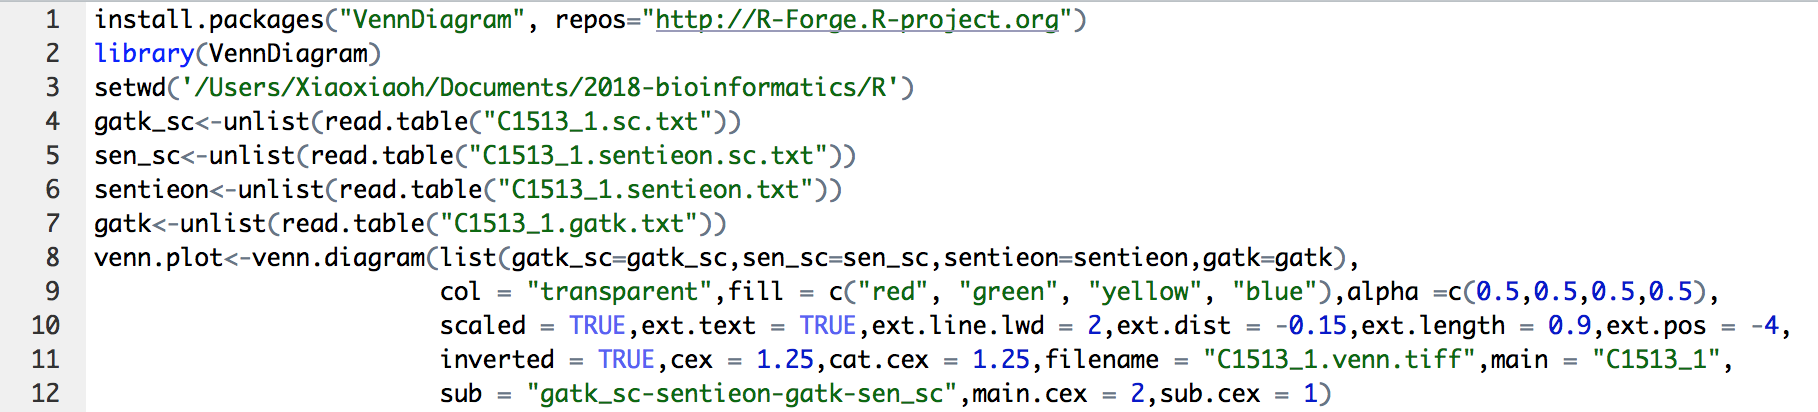 1 install.packages("VennDiagram", repos="http://R-Forge.R-project.org")
2 library(VennDiagram)
3 setwd('/Users/Xiaoxiaoh/Documents/2018-bioinformatics/R')
4 gatk_sc<-unlist(read.table("C1513_1.sc.txt"))
5 sen_sc<-unlist(read.table("C1513_1.sentieon.sc.txt"))
6 sentieon<-unlist(read.table("C1513_1.sentieon.txt"))
7 gatk<-unlist(read.table("C1513_1.gatk.txt"))
8 venn.plot<-venn.diagram(list(gatk_sc=gatk_sc,sen_sc=sen_sc,sentieon=sentieon,gatk=gatk),
9 col = "transparent",fill = c("red", "green", "yellow", "blue"),alpha =c(0.5,0.5,0.5,0.5),
10 scaled = TRUE,ext.text = TRUE,ext.line.lwd = 2,ext.dist = -0.15,ext.length = 0.9,ext.pos = -4,
11 inverted = TRUE,cex = 1.25,cat.cex = 1.25,filename = "C1513_1.venn.tiff",main = "C1513_1",
12 sub = "gatk_sc-sentieon-gatk-sen_sc",main.cex = 2,sub.cex = 1)